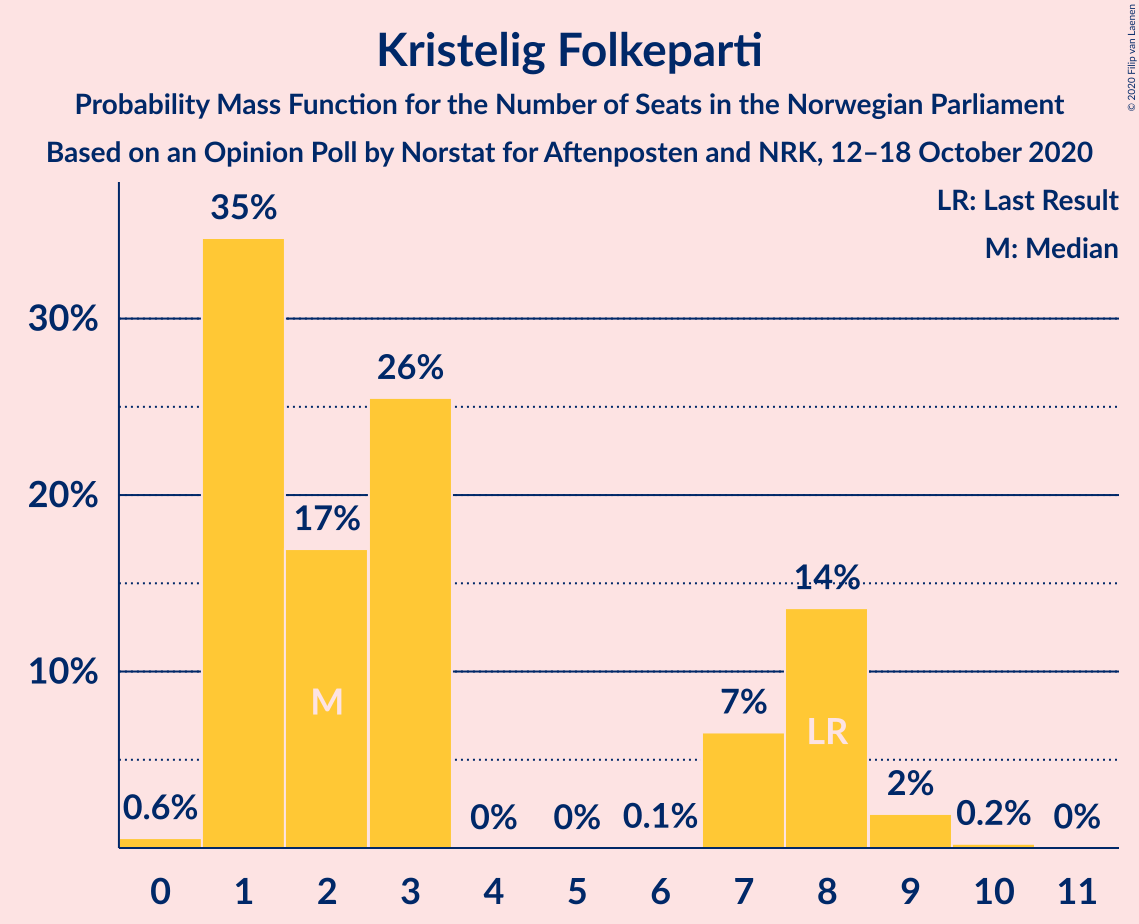 Kristelig Folkeparti
Probability Mass Function for the Number of Seats in the Norwegian Parliament
Based on an Opinion Poll by Norstat for Aftenposten and NRK, 12–18 October 2020
© 2020 Filip van Laenen
LR: Last Result
M: Median
35%
30%
26%
20%
17%
14%
10%
7%
M
LR
2%
0.6%
0%
0%
0.1%
0.2%
0%
0 1 2 3 4 5 6 7 8 9 10 11